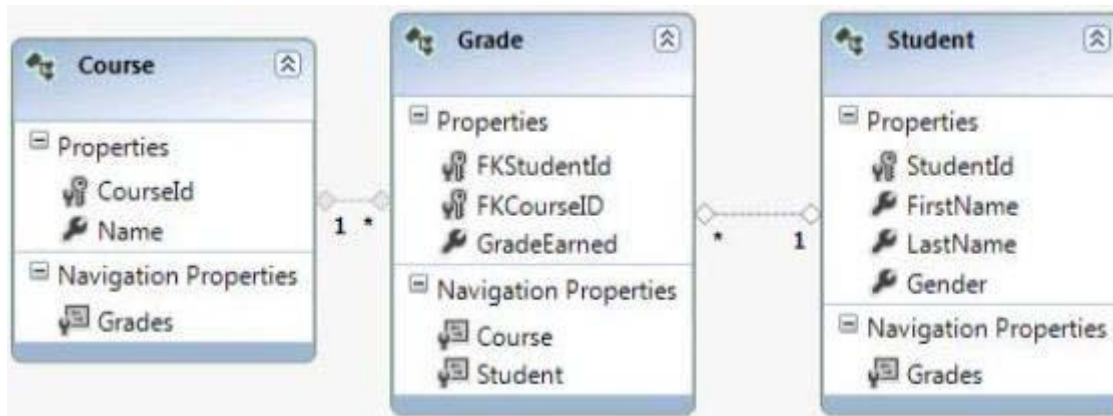 Course
Properties
CourseId
Name
Navigation Properties
Grades
1 *
Grade
Properties
FKStudentId
FKCourseID
GradeEarned
Navigation Properties
Course
Student
* 1
Student
Properties
StudentId
FirstName
LastName
Gender
Navigation Properties
Grades